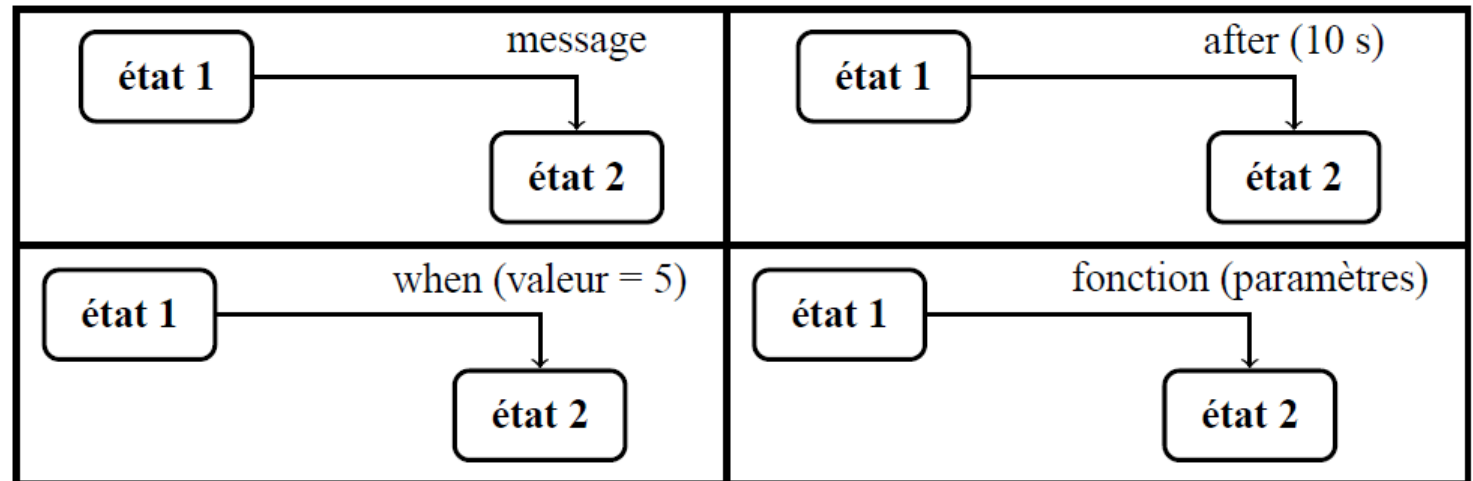 message
état 1
état 2
after (10 s)
état 1
état 2
when (valeur = 5)
état 1
état 2
fonction (paramètres)
état 1
état 2